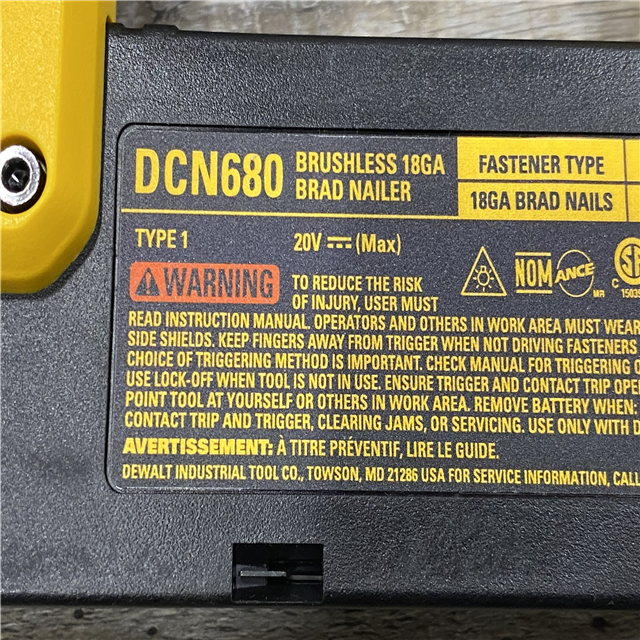 DCN680 BRUSHLESS 18GA FASTENER TYPE
BRAD NAILER 18GA BRAD NAILS
TYPE 1 20V (Max)
WARNING TO REDUCE THE RISK
OF INJURY, USER MUST
NOM ANCE
C
READ INSTRUCTION MANUAL. OPERATORS AND OTHERS IN WORK AREA MUST WEAR
SIDE SHIELDS. KEEP FINGERS AWAY FROM TRIGGER WHEN NOT DRIVING FASTENERS
CHOICE OF TRIGGERING METHOD IS IMPORTANT. CHECK MANUAL FOR TRIGGERING
USE LOCK-OFF WHEN TOOL IS NOT IN USE. ENSURE TRIGGER AND CONTACT TRIP
POINT TOOL AT YOURSELF OR OTHERS IN WORK AREA. REMOVE BATTERY WHEN
CONTACT TRIP AND TRIGGER, CLEARING JAMS, OR SERVICING. USE ONLY WITH
AVERTISSEMENT: À TITRE PRÉVENTIF, LIRE LE GUIDE.
DEWALT INDUSTRIAL TOOL CO., TOWSON, MD 21286 USA FOR SERVICE INFORMATION, CALL